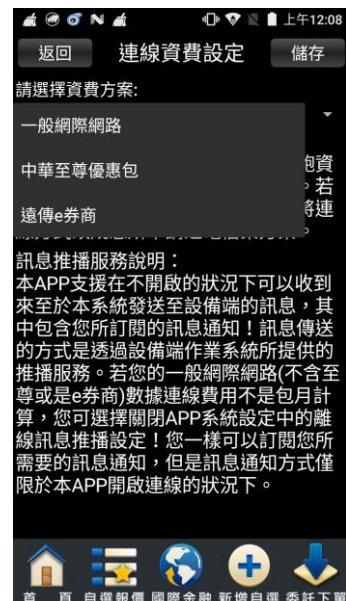 上午12:08
返回 連線資費設定 儲存
請選擇資費方案:
一般網際網路
中華至尊優惠包
遠傳e券商
包資
。若
將連
訊息推播服務說明：
本APP支援在不開啟的狀況下可以收到
來至於本系統發送至設備端的訊息，其
中包含您所訂閱的訊息通知！訊息傳送
的方式是透過設備端作業系統所提供的
推播服務。若您的一般網際網路(不含至
尊或是e券商)數據連線費用不是包月計
算，您可選擇關閉APP系統設定中的離
線訊息推播設定！您一樣可以訂閱您所
需要的訊息通知，但是訊息通知方式僅
限於本APP開啟連線的狀況下。
首 頁 自選報價 國際金融 新增自選 委託下單